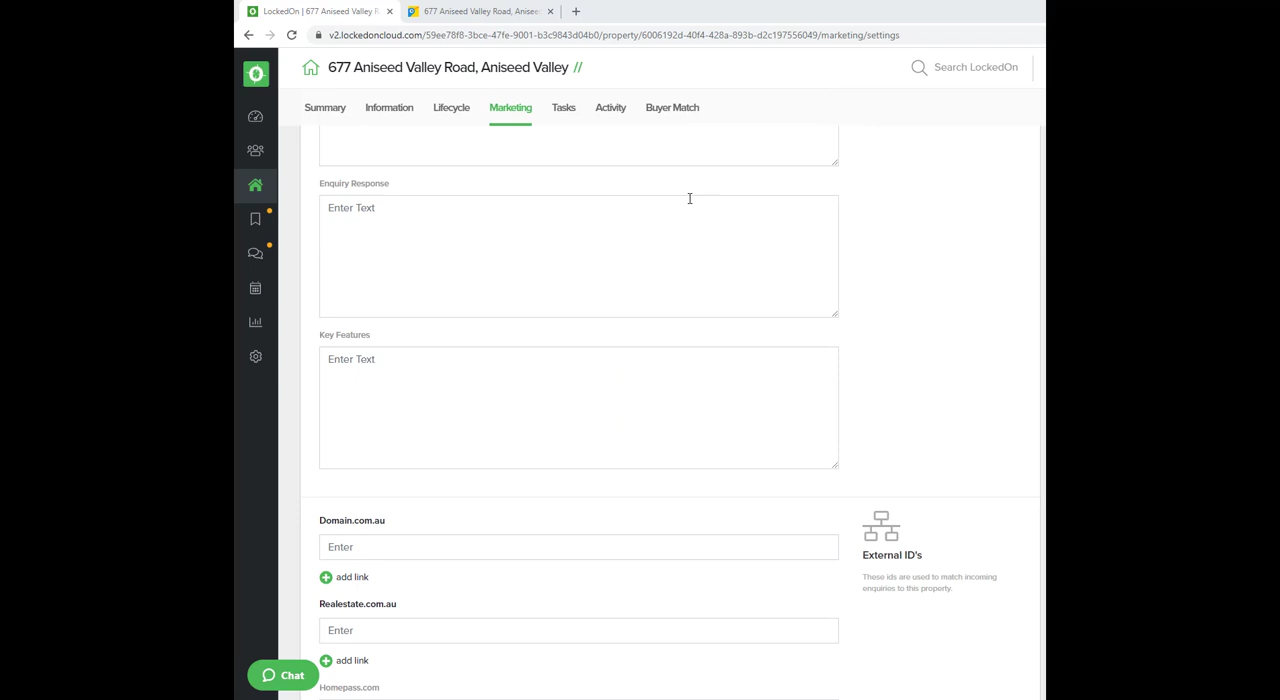 LockedOn | 677 Aniseed Valley R
677 Aniseed Valley Road, Anisee
v2.lockedoncloud.com/59ee78f8-3bce-47fe-9001-b3c9843d04b0/property/6006192d-40f4-428a-893b-d2c197556049/marketing/settings
677 Aniseed Valley Road, Aniseed Valley //
Search LockedOn
Summary Information Lifecycle Marketing Tasks Activity Buyer Match
Enquiry Response
Enter Text
Key Features
Enter Text
Domain.com.au
Enter
add link
External ID's
These ids are used to match incoming
enquiries to this property.
Realestate.com.au
Enter
add link
Homepass.com
Chat